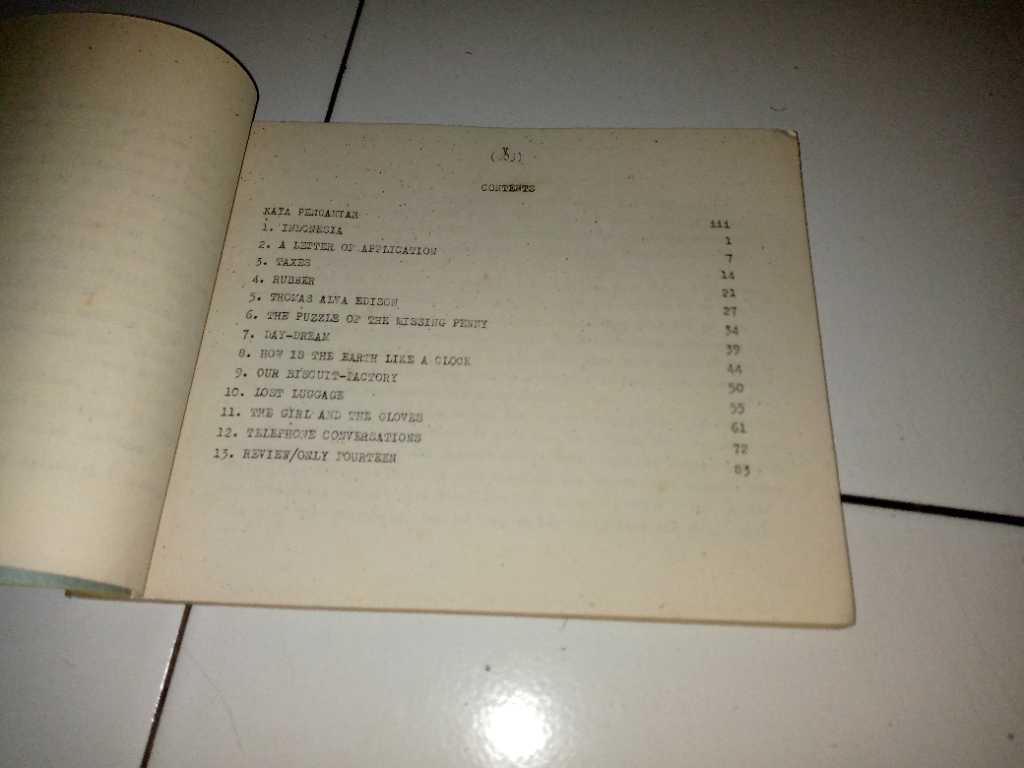 CONTENTS
KATA PENGANTAR iii
1. INDONESIA 1
2. A LETTER OF APPLICATION 7
3. TAXES 14
4. RUBBER 21
5. THOMAS ALVA EDISON 27
6. THE PUZZLE OF THE MISSING PENNY 34
7. DAY-DREAM 39
8. HOW IS THE EARTH LIKE A CLOCK 44
9. OUR BISCUIT-FACTORY 50
10. LOST LUGGAGE 55
11. THE GIRL AND THE GLOVES 61
12. TELEPHONE CONVERSATIONS 72
13. REVIEW/ONLY FOURTEEN 83